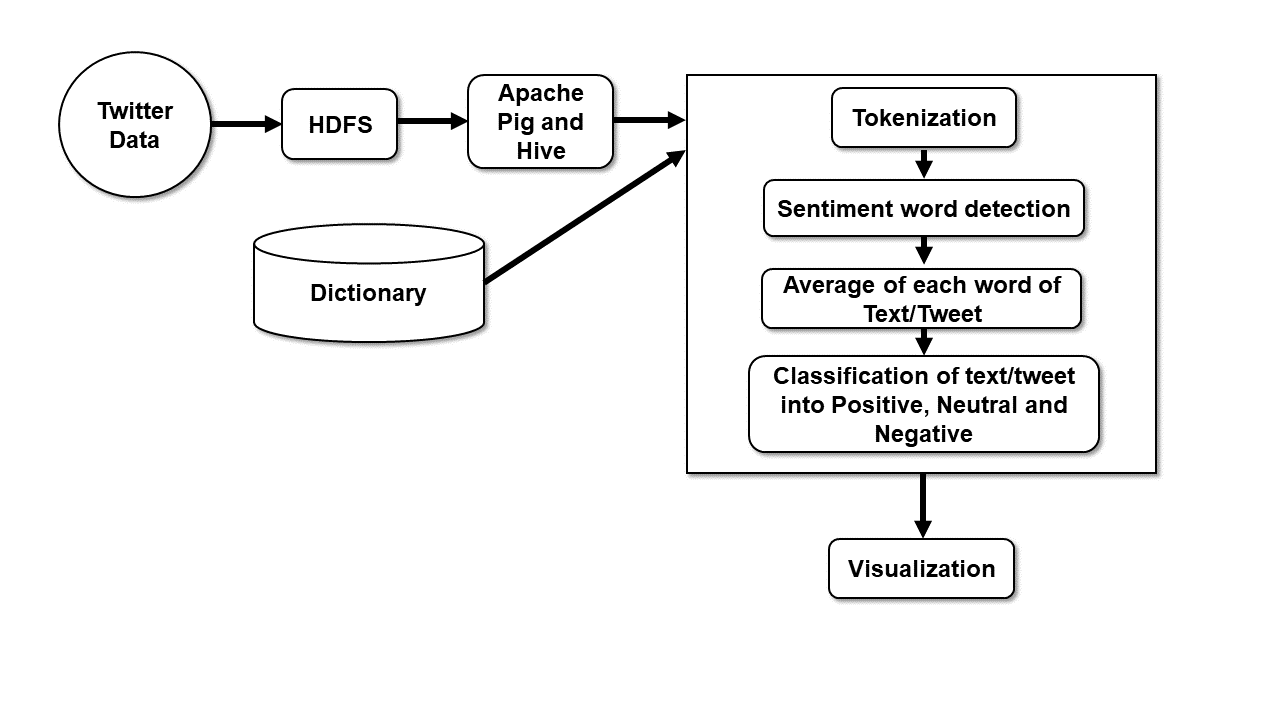 Twitter
Data
HDFS
Apache
Pig and
Hive
Dictionary
Tokenization
Sentiment word detection
Average of each word of
Text/Tweet
Classification of text/tweet
into Positive, Neutral and
Negative
Visualization